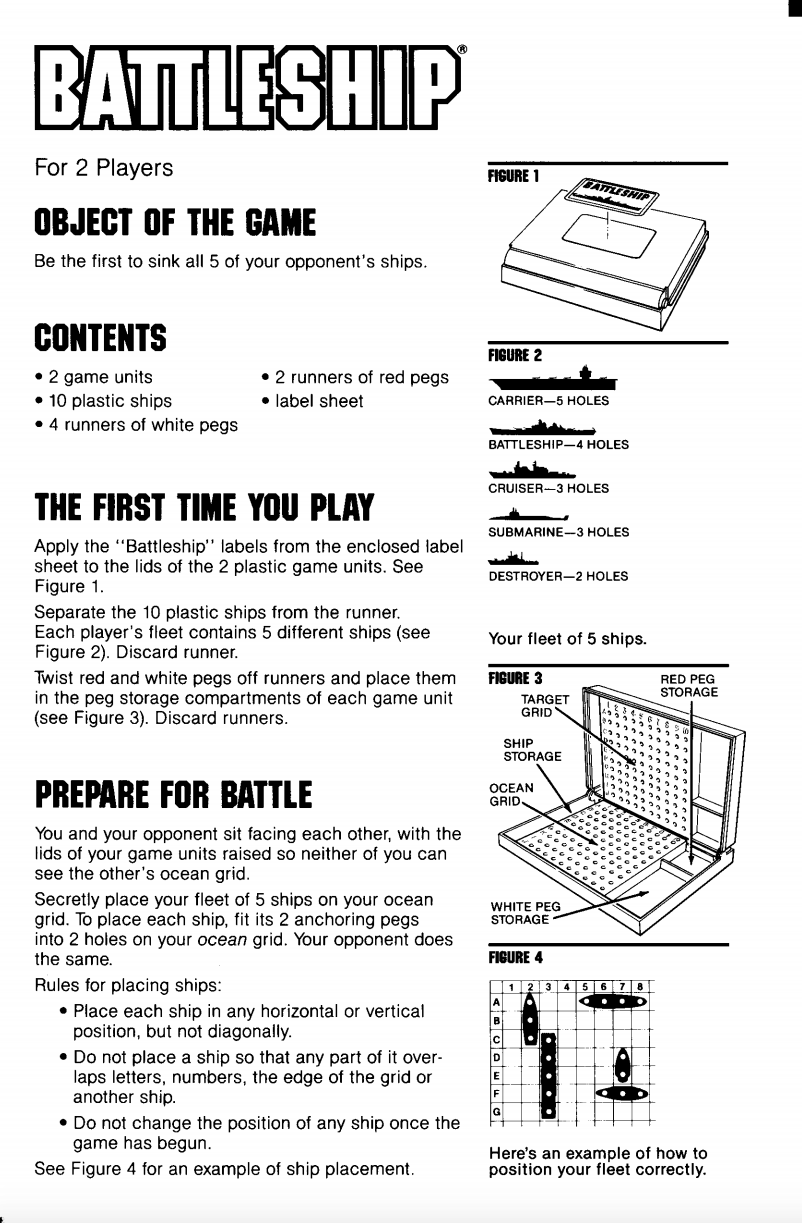 BATTLESHIP®
For 2 Players
OBJECT OF THE GAME
Be the first to sink all 5 of your opponent's ships.
CONTENTS
• 2 game units
• 10 plastic ships
• 4 runners of white pegs
• 2 runners of red pegs
• label sheet
THE FIRST TIME YOU PLAY
Apply the "Battleship" labels from the enclosed label
sheet to the lids of the 2 plastic game units. See
Figure 1.
Separate the 10 plastic ships from the runner.
Each player's fleet contains 5 different ships (see
Figure 2). Discard runner.
Twist red and white pegs off runners and place them
in the peg storage compartments of each game unit
(see Figure 3). Discard runners.
PREPARE FOR BATTLE
You and your opponent sit facing each other, with the
lids of your game units raised so neither of you can
see the other's ocean grid.
Secretly place your fleet of 5 ships on your ocean
grid. To place each ship, fit its 2 anchoring pegs
into 2 holes on your ocean grid. Your opponent does
the same.
Rules for placing ships:
• Place each ship in any horizontal or vertical
position, but not diagonally.
• Do not place a ship so that any part of it over-
laps letters, numbers, the edge of the grid or
another ship.
• Do not change the position of any ship once the
game has begun.
See Figure 4 for an example of ship placement.
FIGURE 1
BATTLESHIP
FIGURE 2
CARRIER—5 HOLES
BATTLESHIP—4 HOLES
CRUISER—3 HOLES
SUBMARINE—3 HOLES
DESTROYER—2 HOLES
Your fleet of 5 ships.
FIGURE 3
RED PEG
STORAGE
TARGET
GRID
1 2 3 4 5 6 7 8 9 10
SHIP
STORAGE
OCEAN
GRID
WHITE PEG
STORAGE
FIGURE 4
1 2 3 4 5 6 7 8
A
B
C
D
E
F
G
Here's an example of how to
position your fleet correctly.